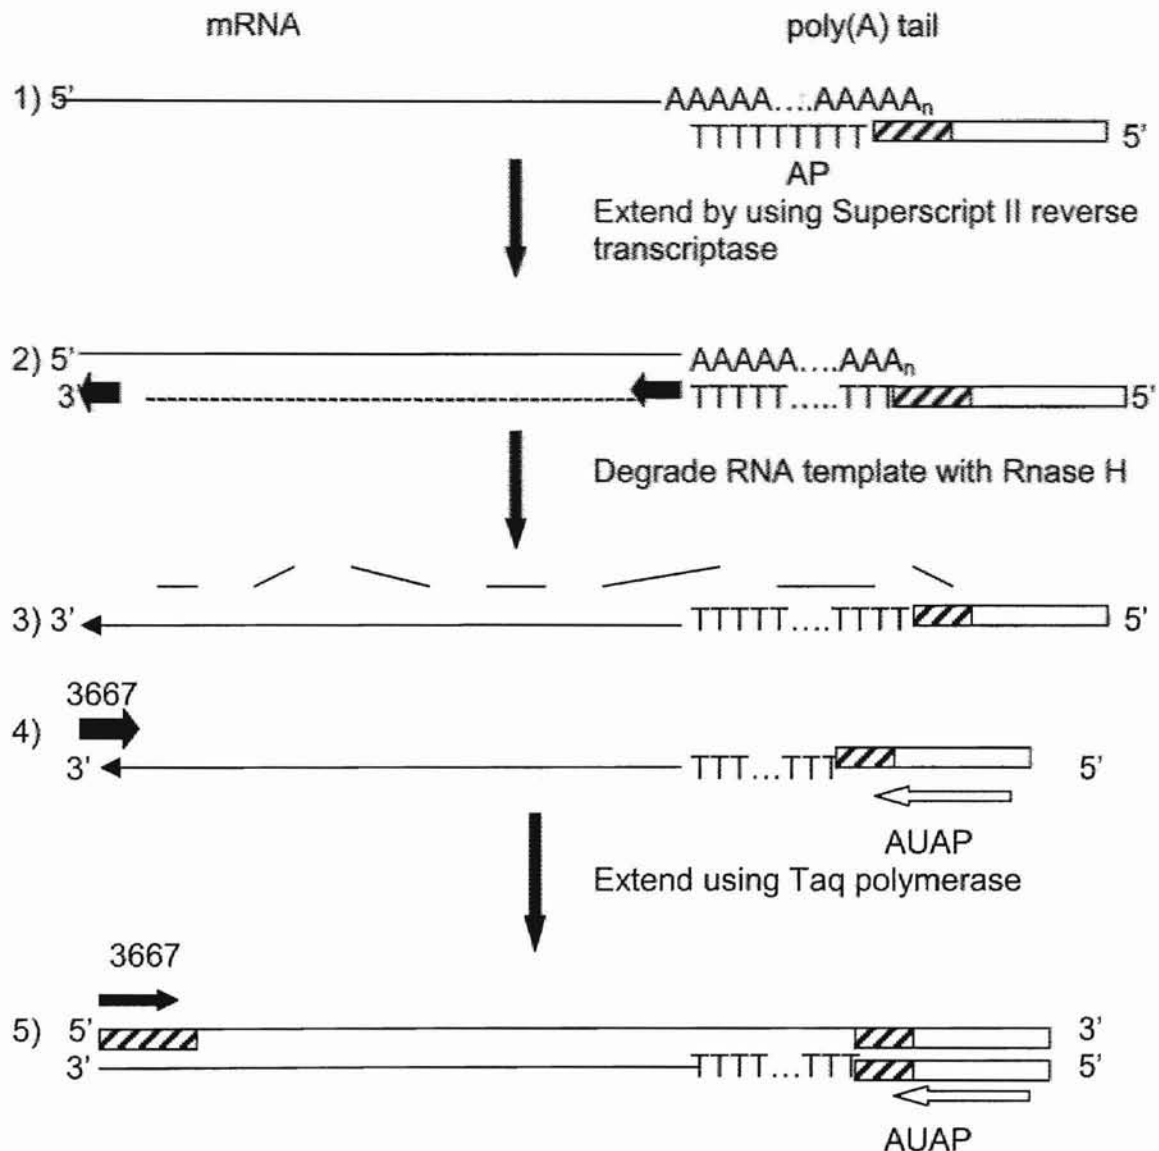 mRNA poly(A) tail
1) 5' AAAAA....AAAAAn
TTTTTTTTT 5'
AP
Extend by using Superscript II reverse
transcriptase
2) 5' AAAAA....AAAn
3' TTTTT.....TTT 5'
Degrade RNA template with Rnase H
3) 3' TTTTT....TTTT 5'
3667
4)
3' TTT...TTT 5'
AUAP
Extend using Taq polymerase
3667
5) 5' 3'
3' TTTT...TTT 5'
AUAP